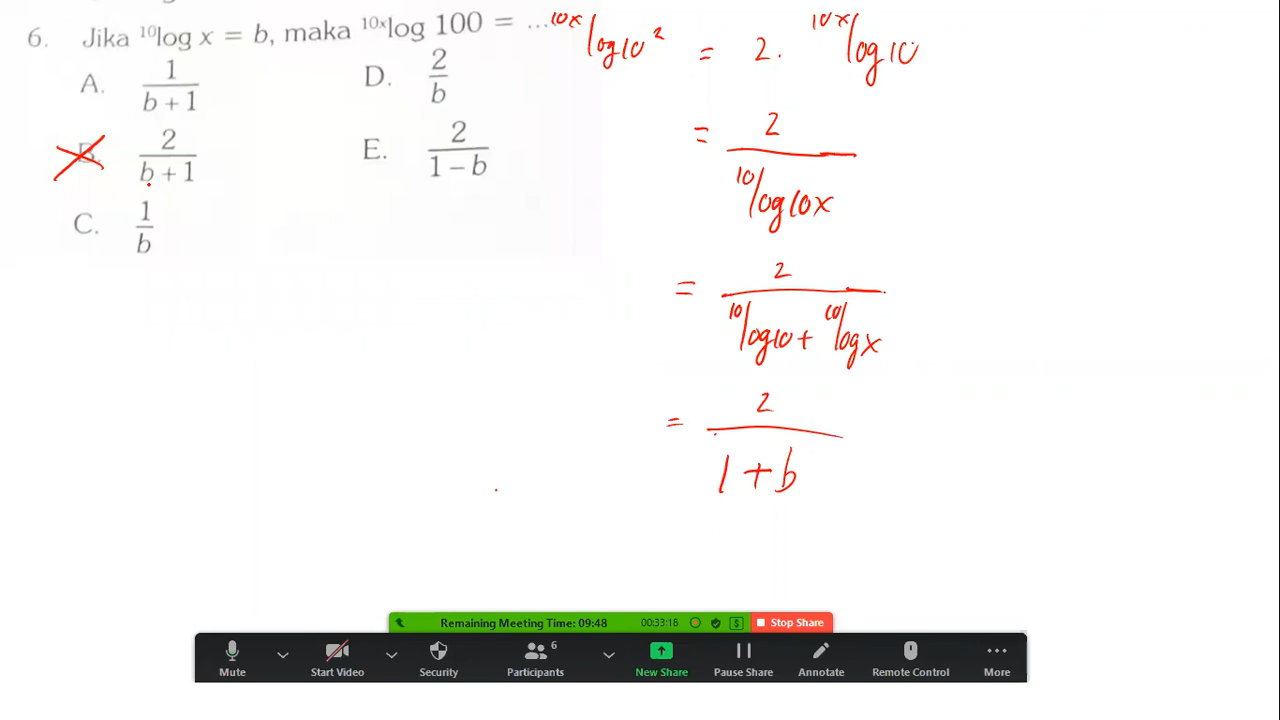 6. Jika ¹⁰log x = b, maka ¹⁰ˣlog 100 = ...
A. 1/(b + 1)
B. 2/(b + 1)
C. 1/b
D. 2/b
E. 2/(1 – b)
¹⁰ˣlog 10² = 2 . ¹⁰ˣlog 10
= 2/(¹⁰log 10x)
= 2/(¹⁰log 10 + ¹⁰log x)
= 2/(1 + b)
Remaining Meeting Time: 09:48 00:33:18 $ Stop Share
Mute Start Video Security Participants 6 New Share Pause Share Annotate Remote Control More